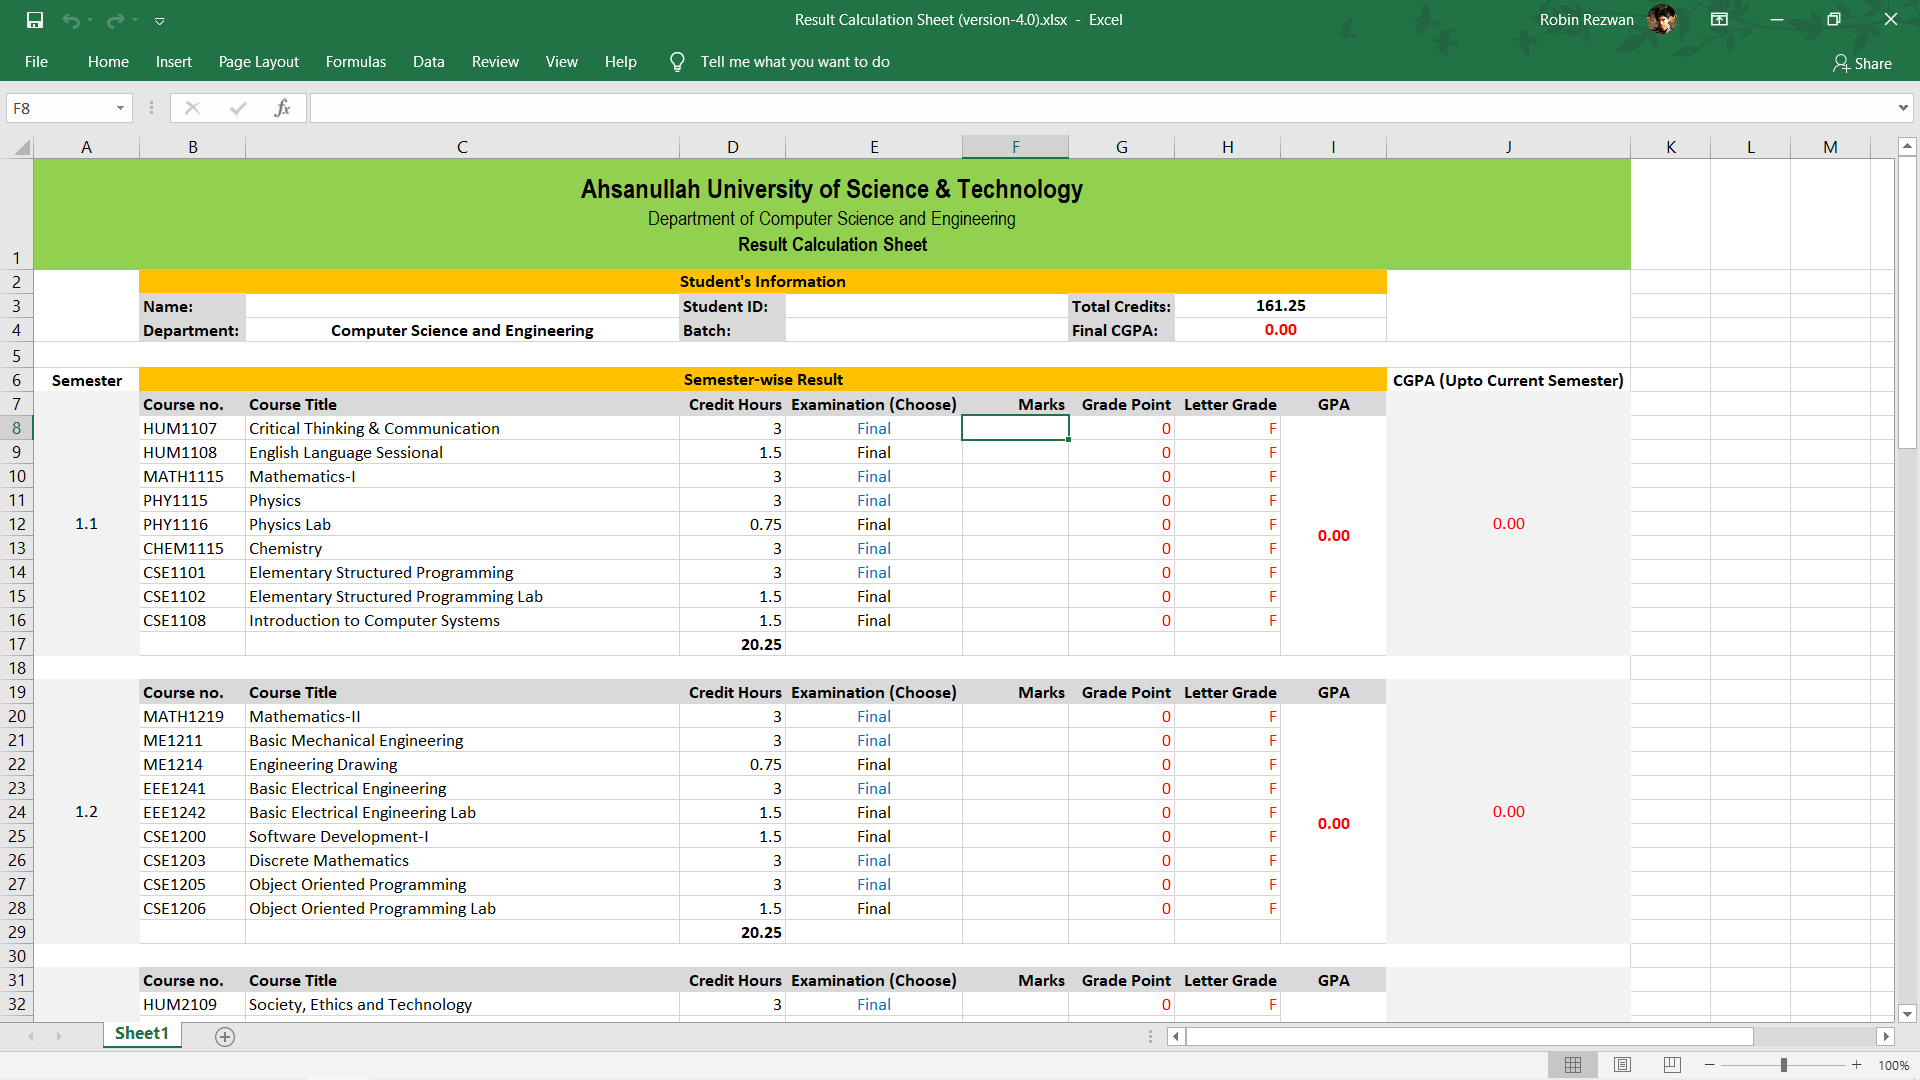 Result Calculation Sheet (version-4.0).xlsx - Excel
Robin Rezwan
File Home Insert Page Layout Formulas Data Review View Help Tell me what you want to do
Share
F8 fx
A B C D E F G H I J K L M
1 Ahsanullah University of Science & Technology
Department of Computer Science and Engineering
Result Calculation Sheet
2 Student's Information
3 Name: Student ID: Total Credits: 161.25
4 Department: Computer Science and Engineering Batch: Final CGPA: 0.00
5
6 Semester Semester-wise Result CGPA (Upto Current Semester)
7 Course no. Course Title Credit Hours Examination (Choose) Marks Grade Point Letter Grade GPA
8 HUM1107 Critical Thinking & Communication 3 Final 0 F
9 HUM1108 English Language Sessional 1.5 Final 0 F
10 MATH1115 Mathematics-I 3 Final 0 F
11 PHY1115 Physics 3 Final 0 F
12 1.1 PHY1116 Physics Lab 0.75 Final 0 F 0.00
0.00
13 CHEM1115 Chemistry 3 Final 0 F
14 CSE1101 Elementary Structured Programming 3 Final 0 F
15 CSE1102 Elementary Structured Programming Lab 1.5 Final 0 F
16 CSE1108 Introduction to Computer Systems 1.5 Final 0 F
17 20.25
18
19 Course no. Course Title Credit Hours Examination (Choose) Marks Grade Point Letter Grade GPA
20 MATH1219 Mathematics-II 3 Final 0 F
21 ME1211 Basic Mechanical Engineering 3 Final 0 F
22 ME1214 Engineering Drawing 0.75 Final 0 F
23 EEE1241 Basic Electrical Engineering 3 Final 0 F
24 1.2 EEE1242 Basic Electrical Engineering Lab 1.5 Final 0 F 0.00
0.00
25 CSE1200 Software Development-I 1.5 Final 0 F
26 CSE1203 Discrete Mathematics 3 Final 0 F
27 CSE1205 Object Oriented Programming 3 Final 0 F
28 CSE1206 Object Oriented Programming Lab 1.5 Final 0 F
29 20.25
30
31 Course no. Course Title Credit Hours Examination (Choose) Marks Grade Point Letter Grade GPA
32 HUM2109 Society, Ethics and Technology 3 Final 0 F
Sheet1
100%